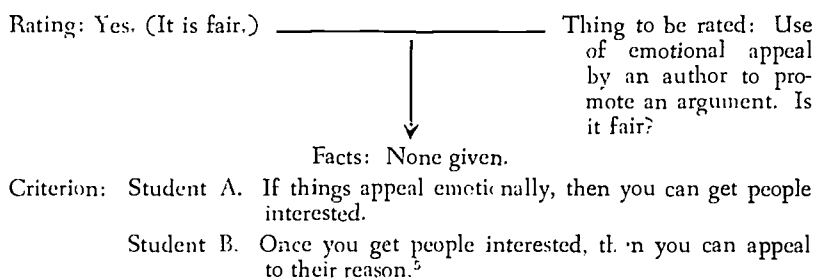 Rating: Yes. (It is fair.) Thing to be rated: Use
of emotional appeal
by an author to pro-
mote an argument. Is
it fair?
Facts: None given.
Criterion: Student A. If things appeal emotionally, then you can get people
interested.
Student B. Once you get people interested, then you can appeal
to their reason.5